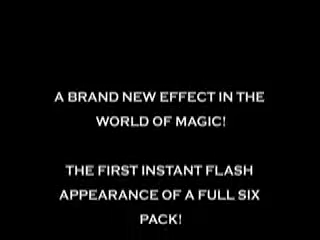 A BRAND NEW EFFECT IN THE
WORLD OF MAGIC!
THE FIRST INSTANT FLASH
APPEARANCE OF A FULL SIX
PACK!